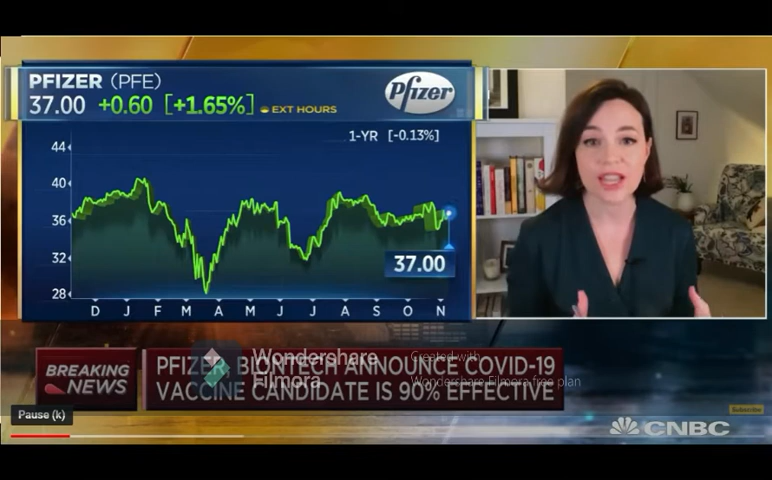 PFIZER (PFE)
37.00 +0.60 [+1.65%] EXT HOURS
Pfizer
1-YR [-0.13%]
44
40
36
32
28
37.00
D J F M A M J J A S O N
BREAKING NEWS
PFIZER, BIONTECH ANNOUNCE COVID-19
VACCINE CANDIDATE IS 90% EFFECTIVE
Wondershare
Filmora
Created with
Wondershare Filmora free plan
Pause (k)
Subscribe
CNBC